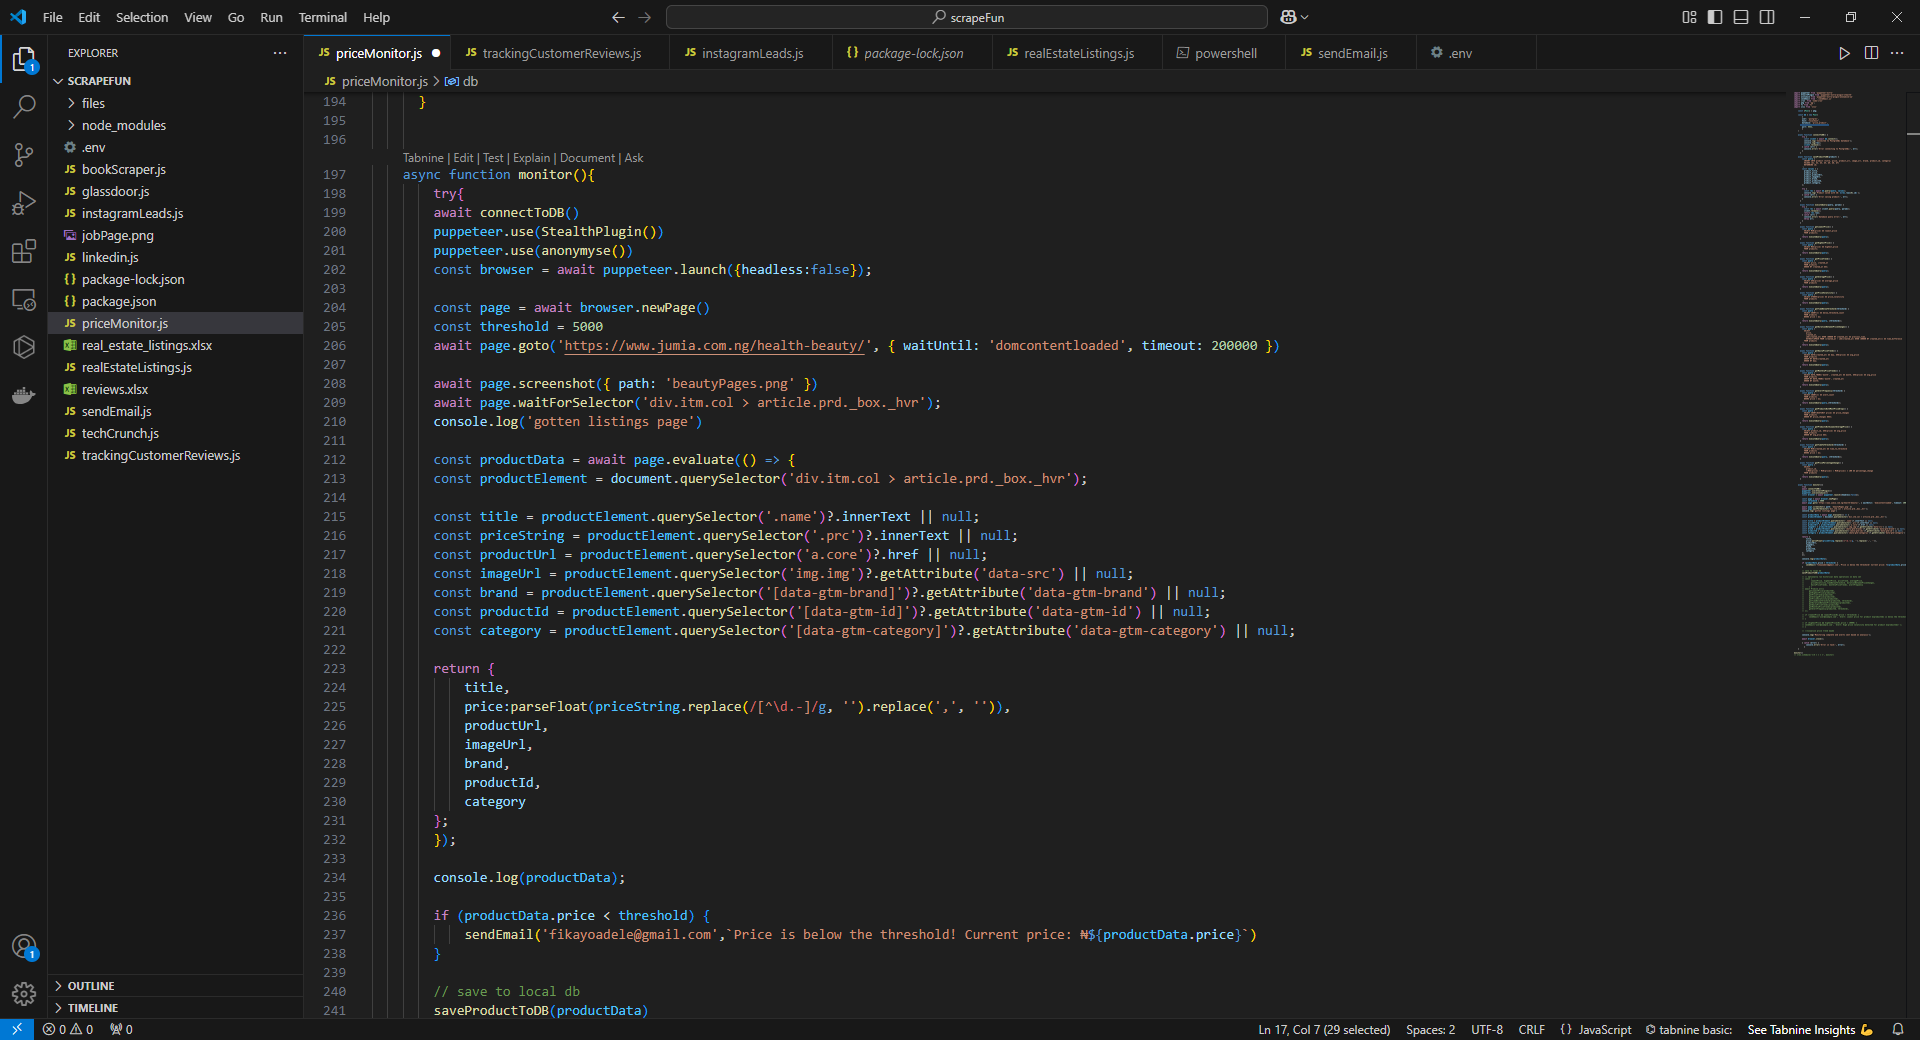 File Edit Selection View Go Run Terminal Help
scrapeFun
EXPLORER
priceMonitor.js
trackingCustomerReviews.js
instagramLeads.js
package-lock.json
realEstateListings.js
powershell
sendEmail.js
.env
SCRAPEFUN
files
node_modules
.env
bookScraper.js
glassdoor.js
instagramLeads.js
jobPage.png
linkedin.js
package-lock.json
package.json
priceMonitor.js
real_estate_listings.xlsx
realEstateListings.js
reviews.xlsx
sendEmail.js
techCrunch.js
trackingCustomerReviews.js
OUTLINE
TIMELINE
priceMonitor.js > db
194 }
195
196
Tabnine | Edit | Test | Explain | Document | Ask
197 async function monitor(){
198 try{
199 await connectToDB()
200 puppeteer.use(StealthPlugin())
201 puppeteer.use(anonymyse())
202 const browser = await puppeteer.launch({headless:false});
203
204 const page = await browser.newPage()
205 const threshold = 5000
206 await page.goto('https://www.jumia.com.ng/health-beauty/', { waitUntil: 'domcontentloaded', timeout: 200000 })
207
208 await page.screenshot({ path: 'beautyPages.png' })
209 await page.waitForSelector('div.itm.col > article.prd._box._hvr');
210 console.log('gotten listings page')
211
212 const productData = await page.evaluate(() => {
213 const productElement = document.querySelector('div.itm.col > article.prd._box._hvr');
214
215 const title = productElement.querySelector('.name')?.innerText || null;
216 const priceString = productElement.querySelector('.prc')?.innerText || null;
217 const productUrl = productElement.querySelector('a.core')?.href || null;
218 const imageUrl = productElement.querySelector('img.img')?.getAttribute('data-src') || null;
219 const brand = productElement.querySelector('[data-gtm-brand]')?.getAttribute('data-gtm-brand') || null;
220 const productId = productElement.querySelector('[data-gtm-id]')?.getAttribute('data-gtm-id') || null;
221 const category = productElement.querySelector('[data-gtm-category]')?.getAttribute('data-gtm-category') || null;
222
223 return {
224 title,
225 price:parseFloat(priceString.replace(/[^\d.-]/g, '').replace(',', '')),
226 productUrl,
227 imageUrl,
228 brand,
229 productId,
230 category
231 };
232 });
233
234 console.log(productData);
235
236 if (productData.price < threshold) {
237 sendEmail('fikayoadele@gmail.com',`Price is below the threshold! Current price: ₦${productData.price}`)
238 }
239
240 // save to local db
241 saveProductToDB(productData)
0 0 0
Ln 17, Col 7 (29 selected) Spaces: 2 UTF-8 CRLF {} JavaScript tabnine basic: See Tabnine Insights